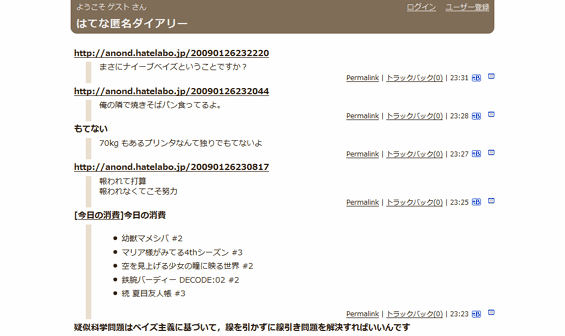 ようこそ ゲスト さん
ログイン ユーザー登録
はてな匿名ダイアリー
http://anond.hatelabo.jp/20090126232220
まさにナイーブベイズということですか？
Permalink | トラックバック(0) | 23:31
http://anond.hatelabo.jp/20090126232044
俺の隣で焼きそばパン食ってるよ。
Permalink | トラックバック(0) | 23:28
もてない
70kg もあるプリンタなんて独りでもてないよ
Permalink | トラックバック(0) | 23:27
http://anond.hatelabo.jp/20090126230817
報われて打算
報われなくてこそ努力
Permalink | トラックバック(0) | 23:25
[今日の消費]今日の消費
幼獣マメシバ #2
マリア様がみてる4thシーズン #3
空を見上げる少女の瞳に映る世界 #2
鉄腕バーディー DECODE:02 #2
続 夏目友人帳 #3
Permalink | トラックバック(0) | 23:23
疑似科学問題はベイズ主義に基づいて，線を引かずに線引き問題を解決すればいいんです